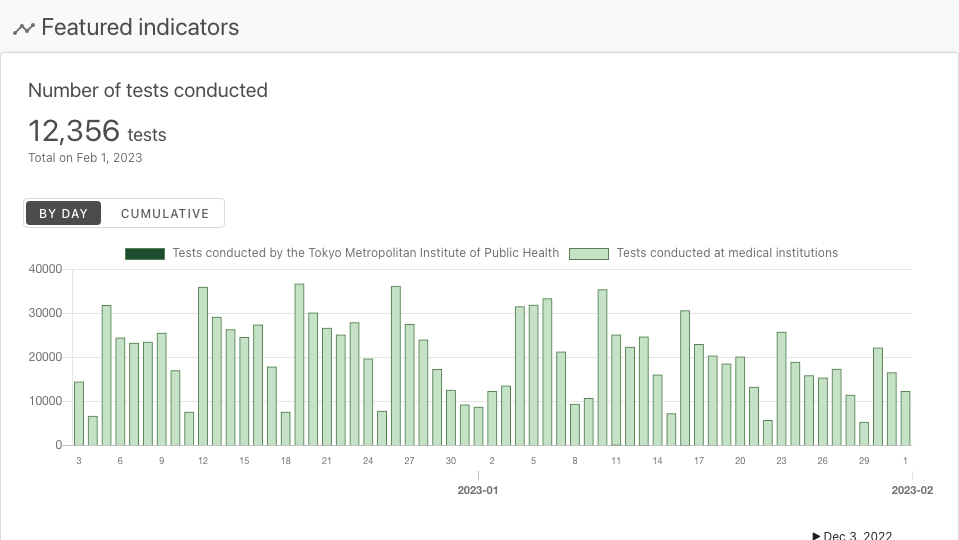 Featured indicators
Number of tests conducted
12,356 tests
Total on Feb 1, 2023
BY DAY CUMULATIVE
Tests conducted by the Tokyo Metropolitan Institute of Public Health Tests conducted at medical institutions
40000
30000
20000
10000
0
3 6 9 12 15 18 21 24 27 30 2 5 8 11 14 17 20 23 26 29 1
2023-01 2023-02
Dec 3, 2022